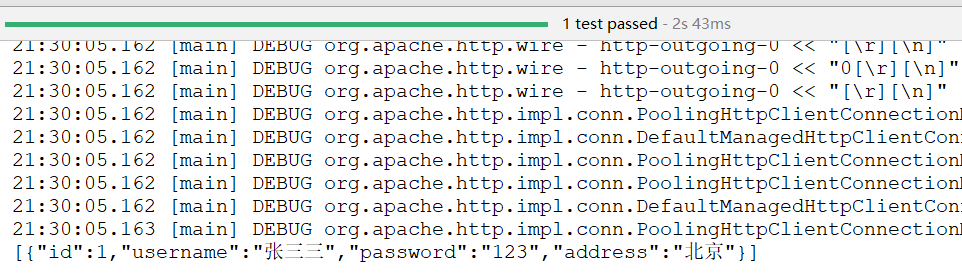 1 test passed - 2s 43ms
21:30:05.162 [main] DEBUG org.apache.http.wire - http-outgoing-0 << "[\r][\n]"
21:30:05.162 [main] DEBUG org.apache.http.wire - http-outgoing-0 << "0[\r][\n]"
21:30:05.162 [main] DEBUG org.apache.http.wire - http-outgoing-0 << "[\r][\n]"
21:30:05.162 [main] DEBUG org.apache.http.impl.conn.PoolingHttpClientConnection
21:30:05.162 [main] DEBUG org.apache.http.impl.conn.DefaultManagedHttpClientCon
21:30:05.162 [main] DEBUG org.apache.http.impl.conn.PoolingHttpClientConnection
21:30:05.162 [main] DEBUG org.apache.http.impl.conn.PoolingHttpClientConnection
21:30:05.162 [main] DEBUG org.apache.http.impl.conn.DefaultManagedHttpClientCon
21:30:05.163 [main] DEBUG org.apache.http.impl.conn.PoolingHttpClientConnection
[{"id":1,"username":"张三三","password":"123","address":"北京"}]